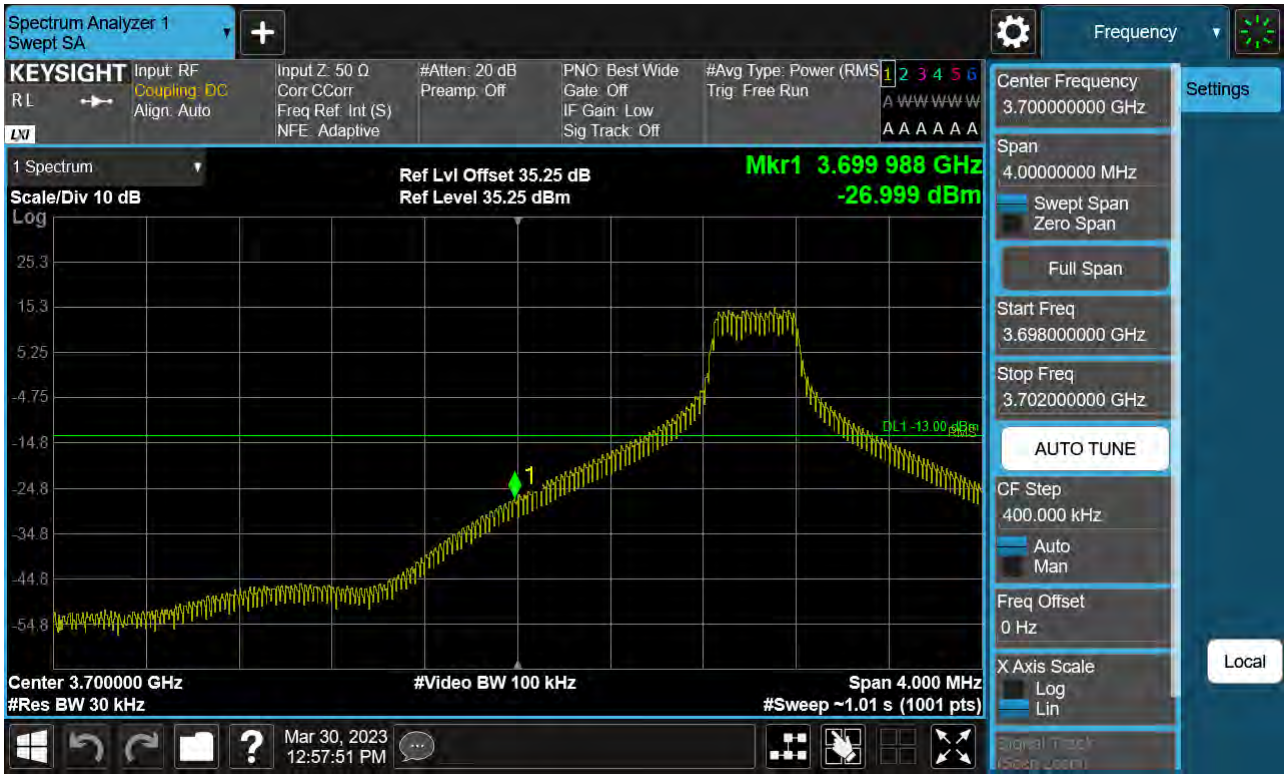 Spectrum Analyzer 1
Swept SA
Frequency
KEYSIGHT
RL
LXI
Input: RF
Coupling: DC
Align: Auto
Input Z: 50 Ω
Corr CCorr
Freq Ref: Int (S)
NFE: Adaptive
#Atten: 20 dB
Preamp: Off
PNO: Best Wide
Gate: Off
IF Gain: Low
Sig Track: Off
#Avg Type: Power (RMS
Trig: Free Run
1 2 3 4 5 6
A W W W W W
A A A A A A
1 Spectrum
Scale/Div 10 dB
Log
Ref Lvl Offset 35.25 dB
Ref Level 35.25 dBm
Mkr1 3.699 988 GHz
-26.999 dBm
25.3
15.3
5.25
-4.75
-14.8
-24.8
-34.8
-44.8
-54.8
1
DL1 -13.00 dBm
RMS
Center 3.700000 GHz
#Res BW 30 kHz
#Video BW 100 kHz
Span 4.000 MHz
#Sweep ~1.01 s (1001 pts)
Center Frequency
3.700000000 GHz
Settings
Span
4.00000000 MHz
Swept Span
Zero Span
Full Span
Start Freq
3.698000000 GHz
Stop Freq
3.702000000 GHz
AUTO TUNE
CF Step
400.000 kHz
Auto
Man
Freq Offset
0 Hz
X Axis Scale
Log
Lin
Signal Track
(Span Zoom)
Local
?
Mar 30, 2023
12:57:51 PM